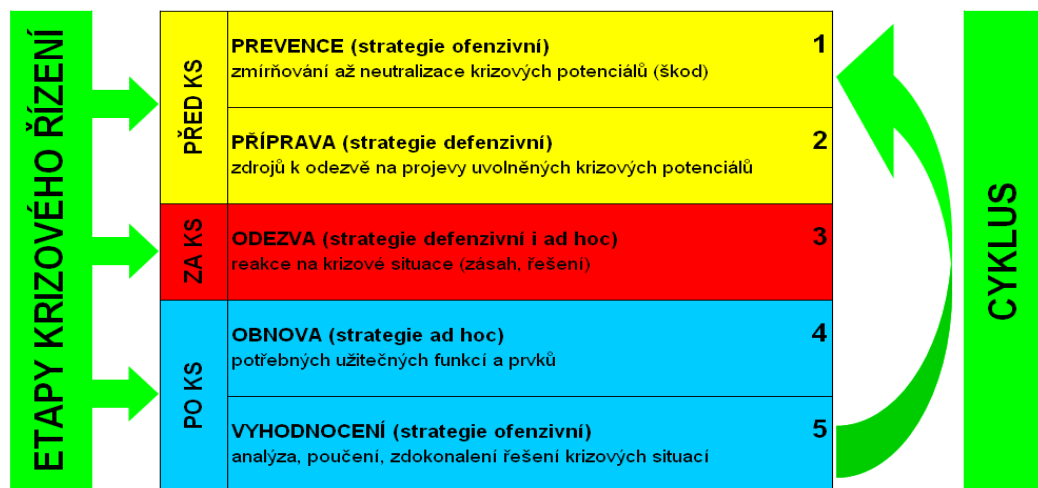 ETAPY KRIZOVÉHO ŘÍZENÍ
PŘED KS
PREVENCE (strategie ofenzivní) 1
zmírňování až neutralizace krizových potenciálů (škod)
PŘÍPRAVA (strategie defenzivní) 2
zdrojů k odezvě na projevy uvolněných krizových potenciálů
ZA KS
ODEZVA (strategie defenzivní i ad hoc) 3
reakce na krizové situace (zásah, řešení)
PO KS
OBNOVA (strategie ad hoc) 4
potřebných užitečných funkcí a prvků
VYHODNOCENÍ (strategie ofenzivní) 5
analýza, poučení, zdokonalení řešení krizových situací
CYKLUS